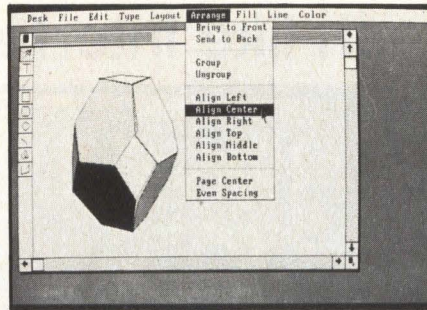 Desk File Edit Type Layout Arrange Fill Line Color
Bring to Front
Send to Back
Group
Ungroup
Align Left
Align Center
Align Right
Align Top
Align Middle
Align Bottom
Page Center
Even Spacing